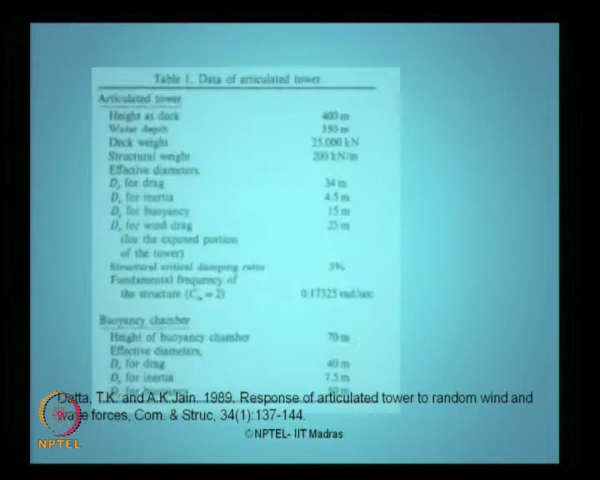 Table 1. Data of articulated tower
Articulated tower
Height at deck 400 m
Water depth 350 m
Deck weight 25,000 kN
Structural weight 200 kN/m
Effective diameters,
for drag
for inertia 4.5 m
for buoyancy 15 m
for wind drag 25 m
(for the exposed portion
of the tower)
Structural critical damping ratio 3%
Fundamental frequency of
the structure 0.17325 rad/sec
Buoyancy chamber
Height of buoyancy chamber 70 m
Effective diameters,
for drag 40 m
for inertia 7.5 m
Datta, T.K. and A.K.Jain. 1989. Response of articulated tower to random wind and
wave forces, Com. & Struc, 34(1):137-144.
NPTEL
©NPTEL- IIT Madras